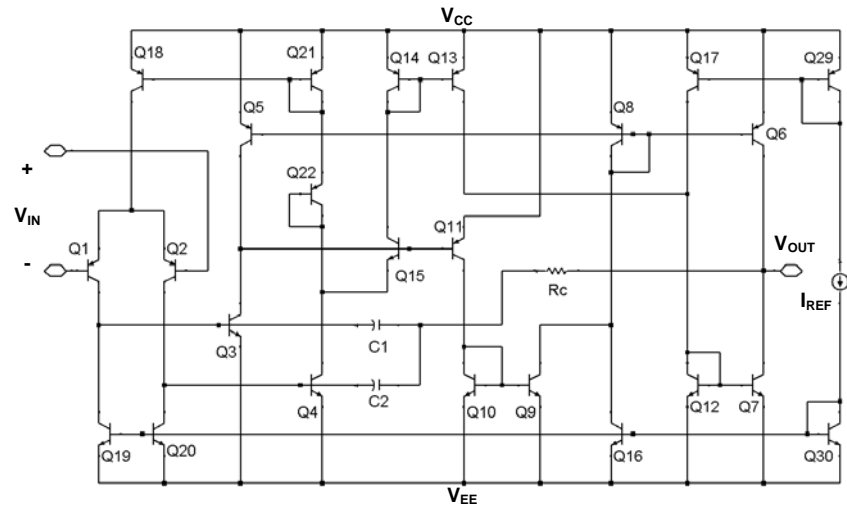 VCC
Q18 Q21 Q14 Q13 Q17 Q29
Q5 Q8 Q6
+
Q22
VIN
Q1 Q2 Q11 VOUT
-
Q15
Rc IREF
Q3 C1
Q4 C2 Q10 Q9 Q12 Q7
Q19 Q20 Q16 Q30
VEE